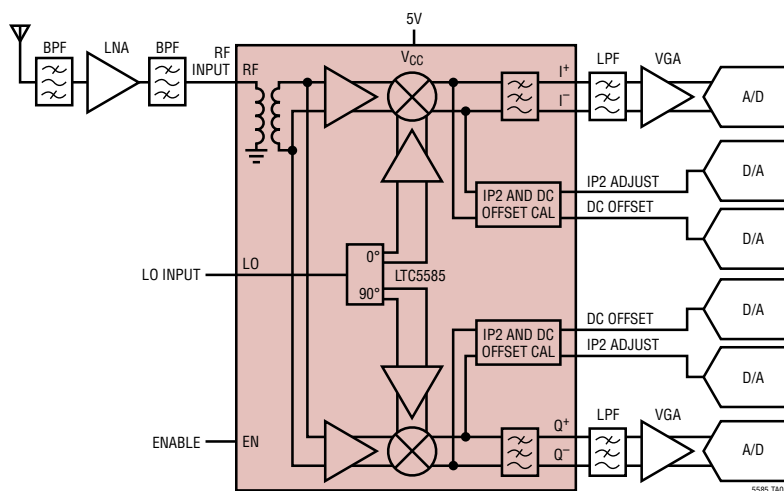 5V
BPF
LNA
BPF
RF
INPUT
RF
VCC
I+
I−
LPF
VGA
A/D
IP2 AND DC
OFFSET CAL
IP2 ADJUST
DC OFFSET
D/A
D/A
LO INPUT
LO
0°
90°
LTC5585
IP2 AND DC
OFFSET CAL
DC OFFSET
IP2 ADJUST
D/A
D/A
ENABLE
EN
Q+
Q−
LPF
VGA
A/D